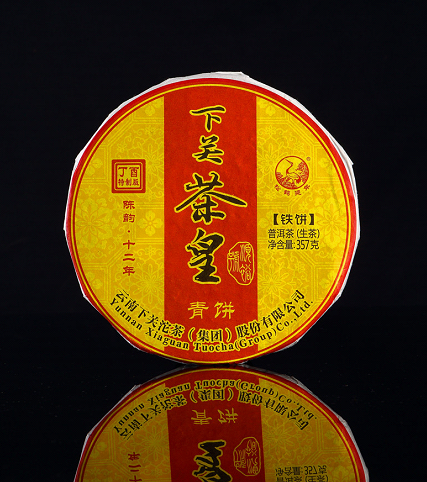 下关
茶皇
青饼
丁酉
特制版
陈韵·十二年
【铁饼】
普洱茶(生茶)
净含量:357克
云南下关沱茶(集团)股份有限公司
Yunnan Xiaguan Tuocha(Group)Co.,Ltd.